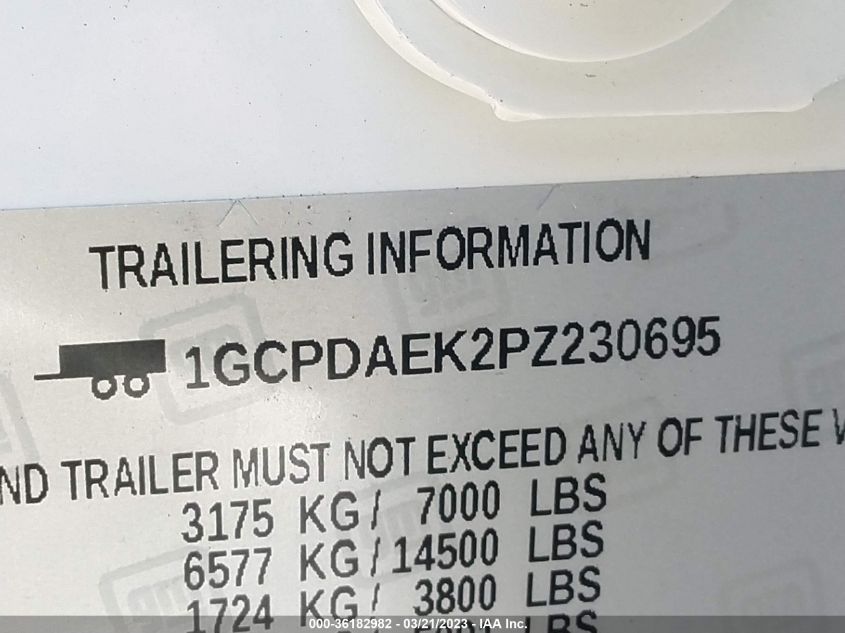 TRAILERING INFORMATION
1GCPDAEK2PZ230695
ND TRAILER MUST NOT EXCEED ANY OF THESE
3175 KG/ 7000 LBS
6577 KG/14500 LBS
1724 KG/ 3800 LBS
LBS
000-36182982 - 03/21/2023 - IAA Inc.